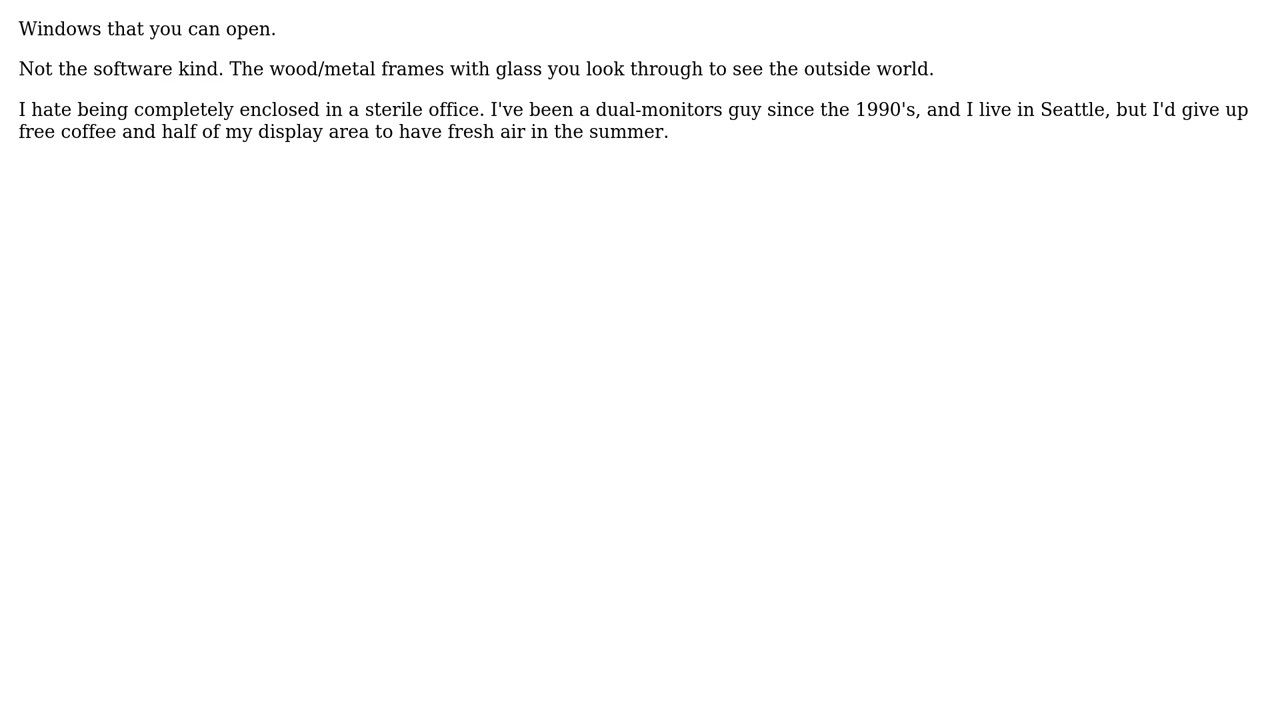 Windows that you can open.
Not the software kind. The wood/metal frames with glass you look through to see the outside world.
I hate being completely enclosed in a sterile office. I've been a dual-monitors guy since the 1990's, and I live in Seattle, but I'd give up
free coffee and half of my display area to have fresh air in the summer.